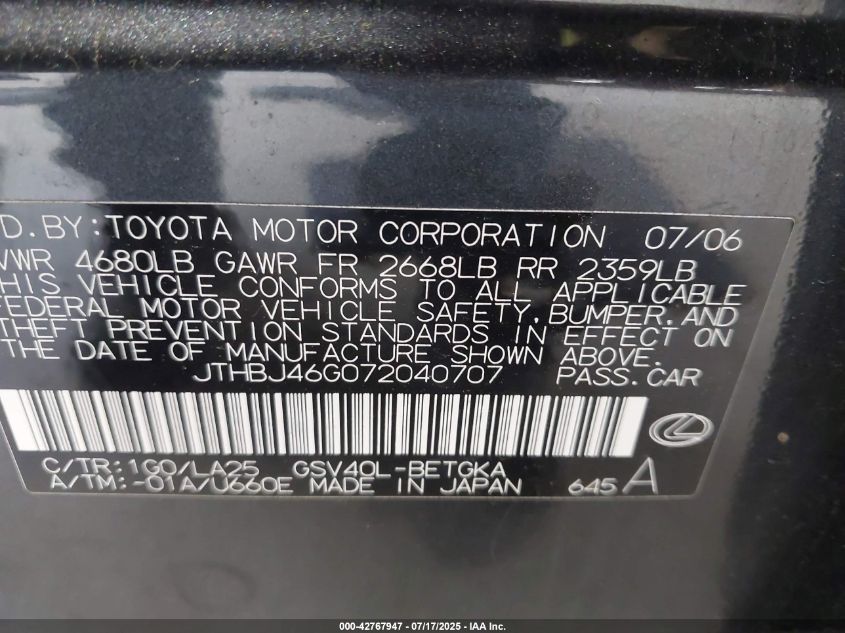 D. BY: TOYOTA MOTOR CORPORATION 07/06
VWR 4680LB GAWR FR 2668LB RR 2359LB
HIS VEHICLE CONFORMS TO ALL APPLICABLE
FEDERAL MOTOR VEHICLE SAFETY, BUMPER, AND
THEFT PREVENTION STANDARDS IN EFFECT ON
THE DATE OF MANUFACTURE SHOWN ABOVE.
JTHBJ46G072040707 PASS. CAR
C/TR: 1G0/LA25 GSV40L-BETGKA
A/TM: -01A/U660E MADE IN JAPAN 645 A
000-42767947 - 07/17/2025 - IAA Inc.